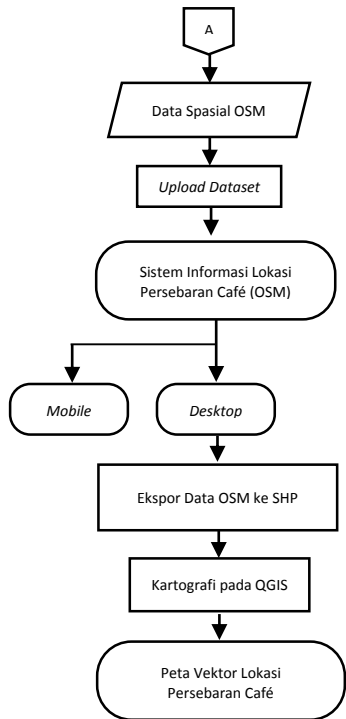 A
Data Spasial OSM
Upload Dataset
Sistem Informasi Lokasi
Persebaran Café (OSM)
Mobile
Desktop
Ekspor Data OSM ke SHP
Kartografi pada QGIS
Peta Vektor Lokasi
Persebaran Café